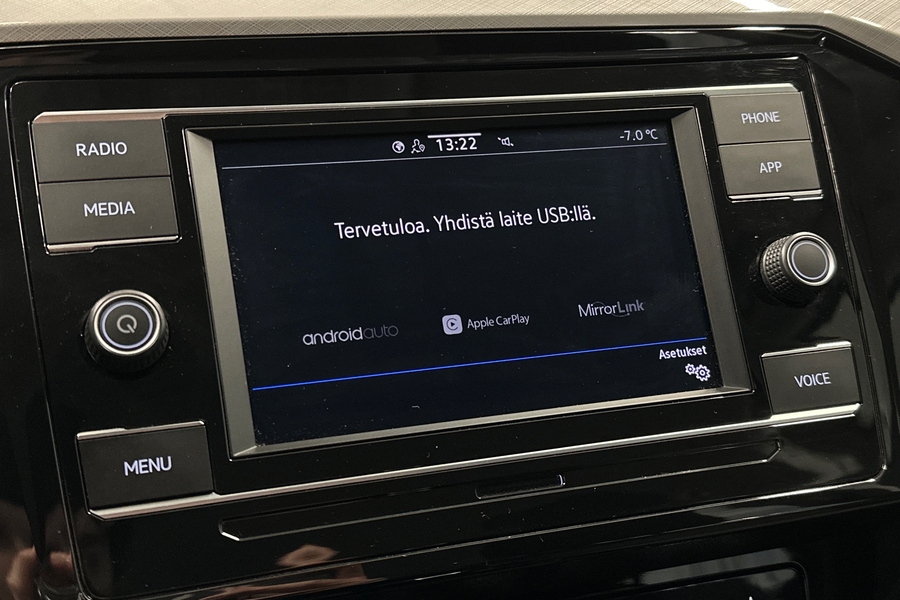 RADIO
MEDIA
MENU
13:22
-7.0 °C
Tervetuloa. Yhdistä laite USB:llä.
androidauto
Apple CarPlay
MirrorLink
Asetukset
PHONE
APP
VOICE